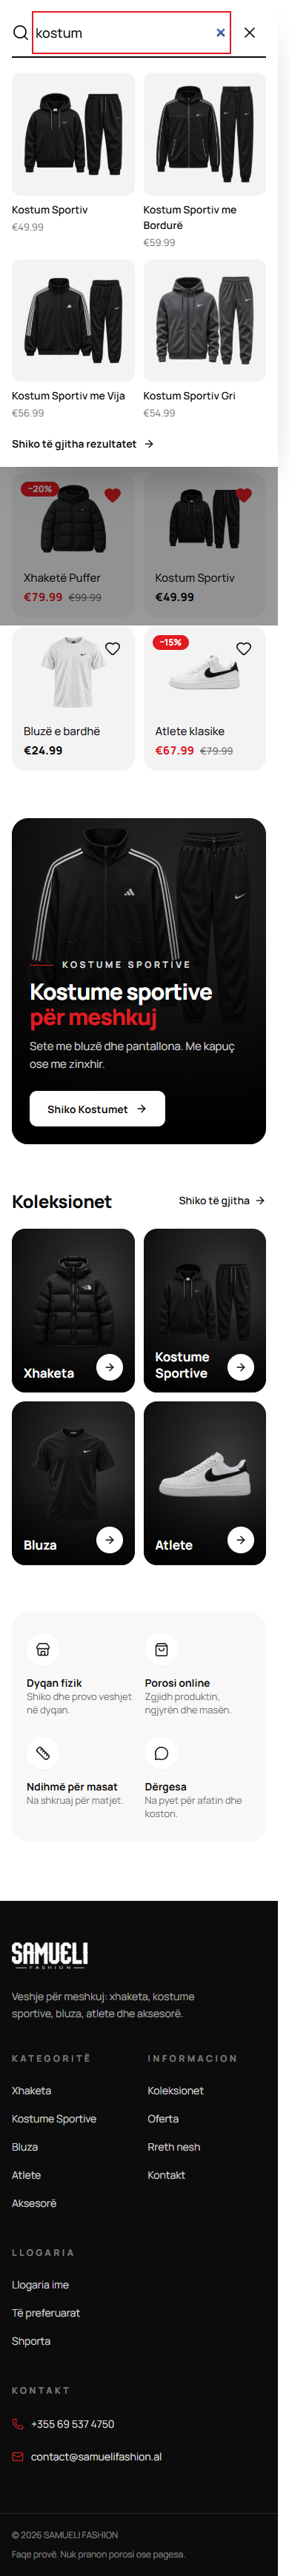 kostum
Kostum Sportiv
€49.99
Kostum Sportiv me
Bordurë
€59.99
Kostum Sportiv me Vija
€56.99
Kostum Sportiv Gri
€54.99
Shiko të gjitha rezultatet
−20%
Xhaketë Puffer
€79.99 €99.99
Kostum Sportiv
€49.99
Bluzë e bardhë
€24.99
−15%
Atlete klasike
€67.99 €79.99
KOSTUME SPORTIVE
Kostume sportive
për meshkuj
Sete me bluzë dhe pantallona. Me kapuç
ose me zinxhir.
Shiko Kostumet
Koleksionet
Shiko të gjitha
Xhaketa
Kostume
Sportive
Bluza
Atlete
Dyqan fizik
Shiko dhe provo veshjet
në dyqan.
Porosi online
Zgjidh produktin,
ngjyrën dhe masën.
Ndihmë për masat
Na shkruaj për matjet.
Dërgesa
Na pyet për afatin dhe
koston.
SAMUELI
FASHION
Veshje për meshkuj: xhaketa, kostume
sportive, bluza, atlete dhe aksesorë.
KATEGORITË
Xhaketa
Kostume Sportive
Bluza
Atlete
Aksesorë
INFORMACION
Koleksionet
Oferta
Rreth nesh
Kontakt
LLOGARIA
Llogaria ime
Të preferuarat
Shporta
KONTAKT
+355 69 537 4750
contact@samuelifashion.al
© 2026 SAMUELI FASHION
Faqe provë. Nuk pranon porosi ose pagesa.